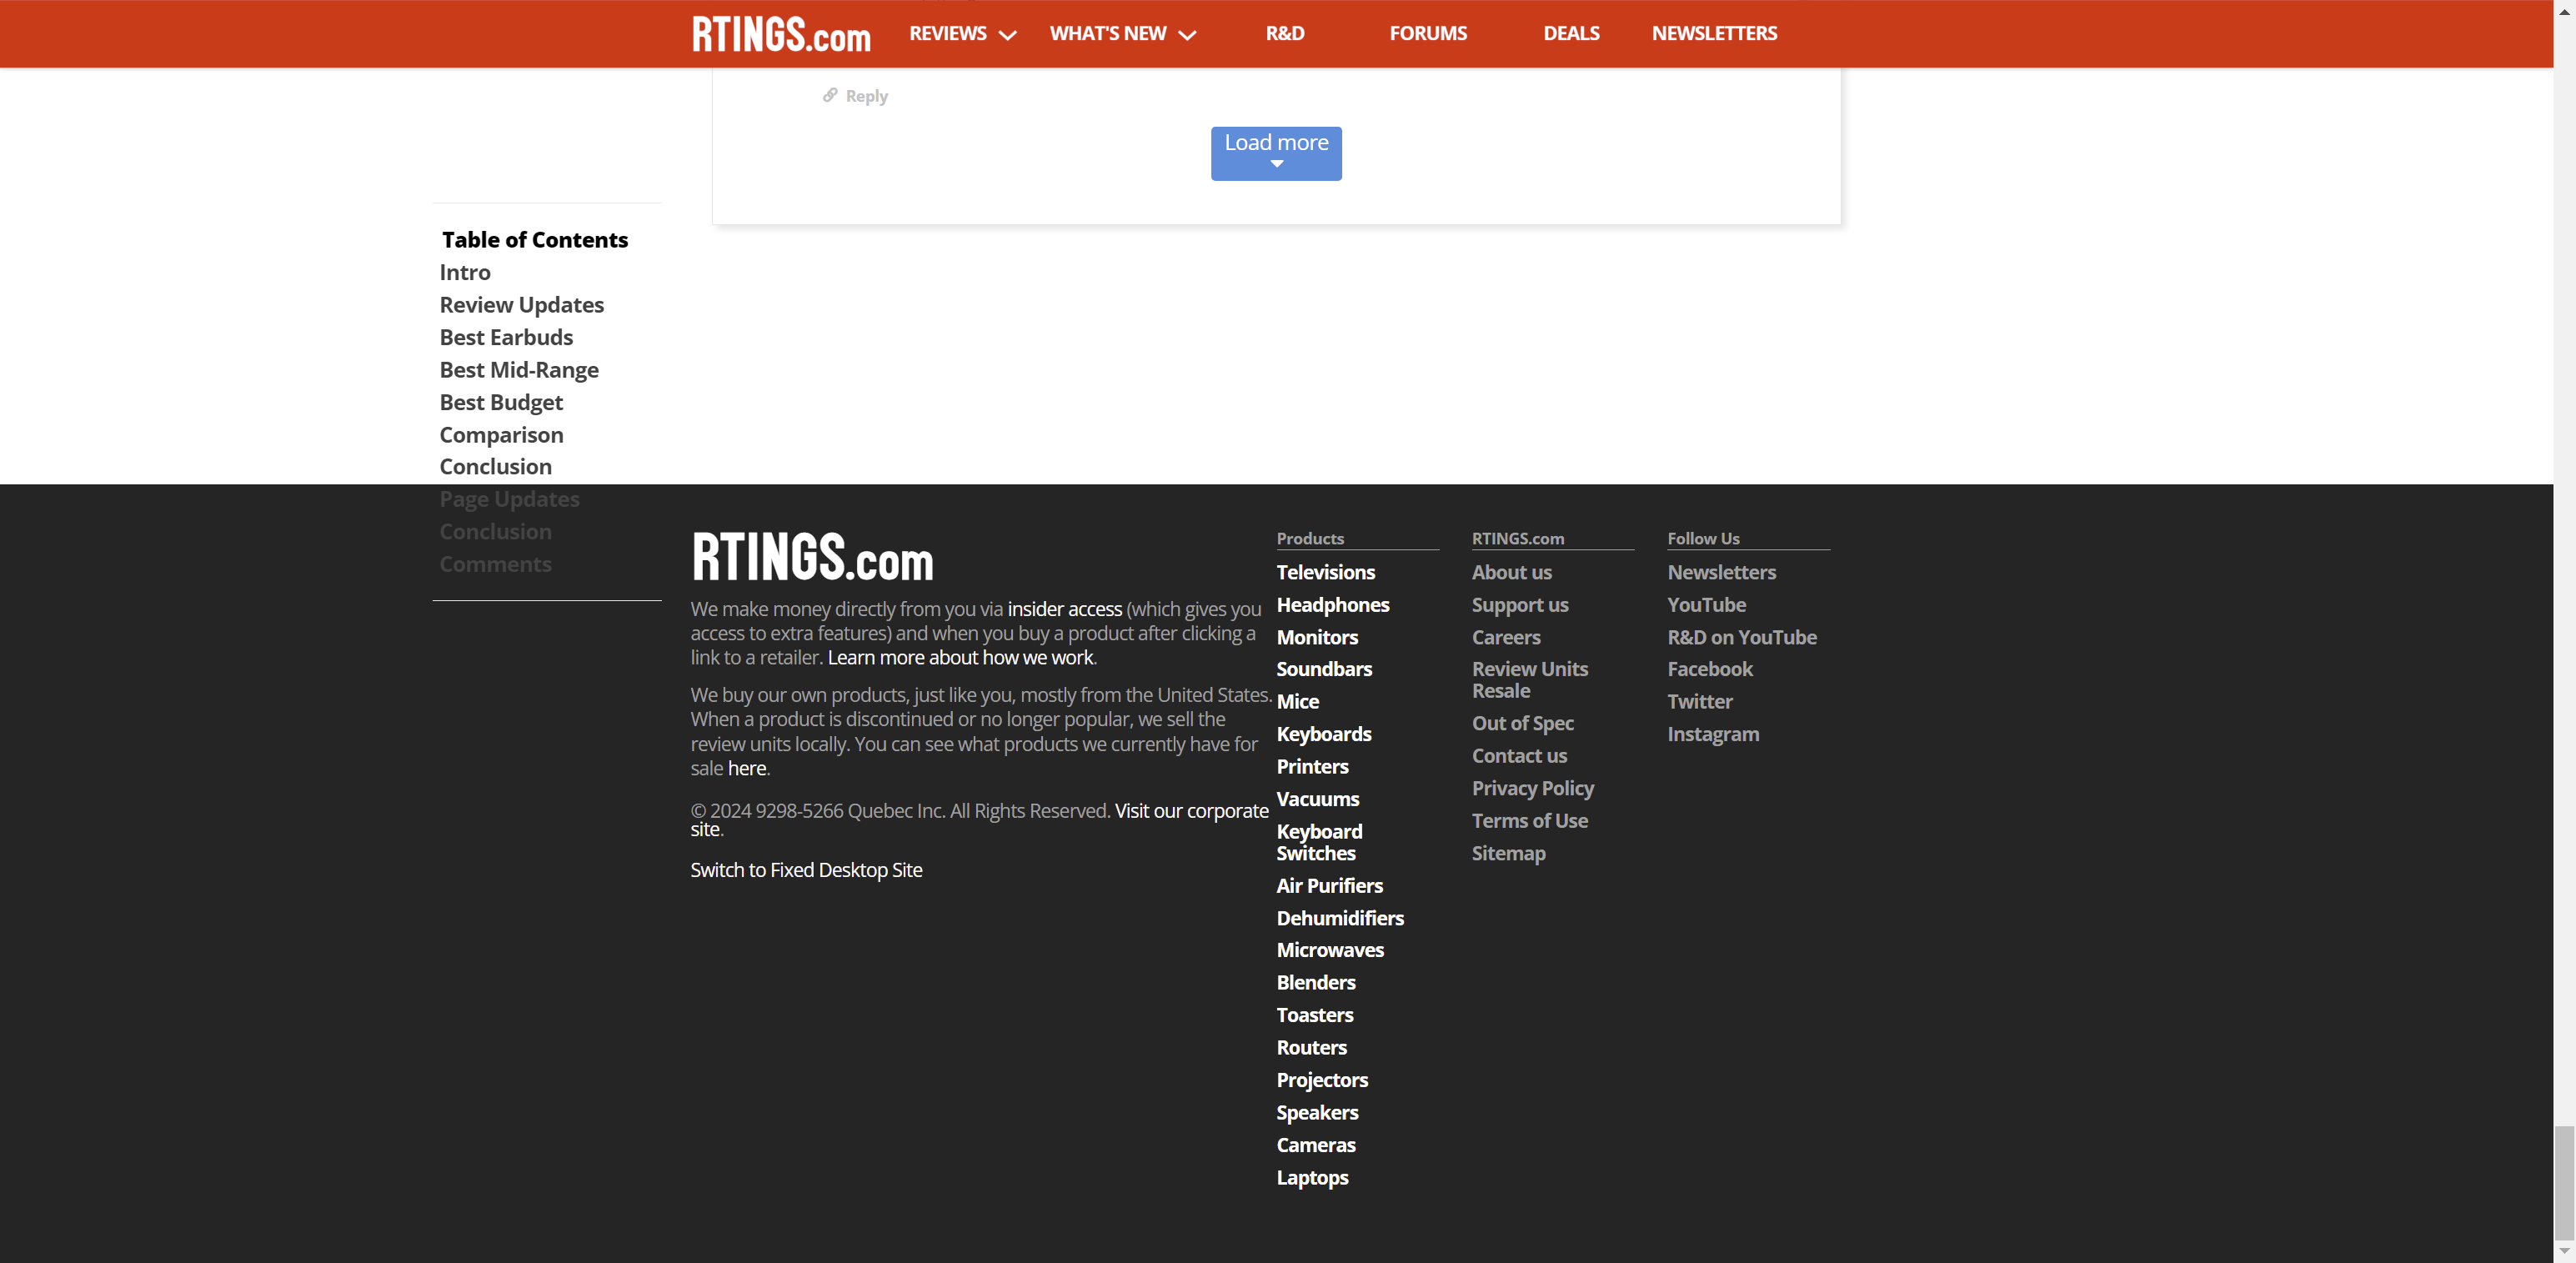 RTINGS.com
REVIEWS
WHAT'S NEW
R&D
FORUMS
DEALS
NEWSLETTERS
Reply
Load more
Table of Contents
Intro
Review Updates
Best Earbuds
Best Mid-Range
Best Budget
Comparison
Conclusion
Page Updates
Conclusion
Comments
RTINGS.com
We make money directly from you via insider access (which gives you
access to extra features) and when you buy a product after clicking a
link to a retailer. Learn more about how we work.
We buy our own products, just like you, mostly from the United States.
When a product is discontinued or no longer popular, we sell the
review units locally. You can see what products we currently have for
sale here.
© 2024 9298-5266 Quebec Inc. All Rights Reserved. Visit our corporate
site.
Switch to Fixed Desktop Site
Products
Televisions
Headphones
Monitors
Soundbars
Mice
Keyboards
Printers
Vacuums
Keyboard
Switches
Air Purifiers
Dehumidifiers
Microwaves
Blenders
Toasters
Routers
Projectors
Speakers
Cameras
Laptops
RTINGS.com
About us
Support us
Careers
Review Units
Resale
Out of Spec
Contact us
Privacy Policy
Terms of Use
Sitemap
Follow Us
Newsletters
YouTube
R&D on YouTube
Facebook
Twitter
Instagram